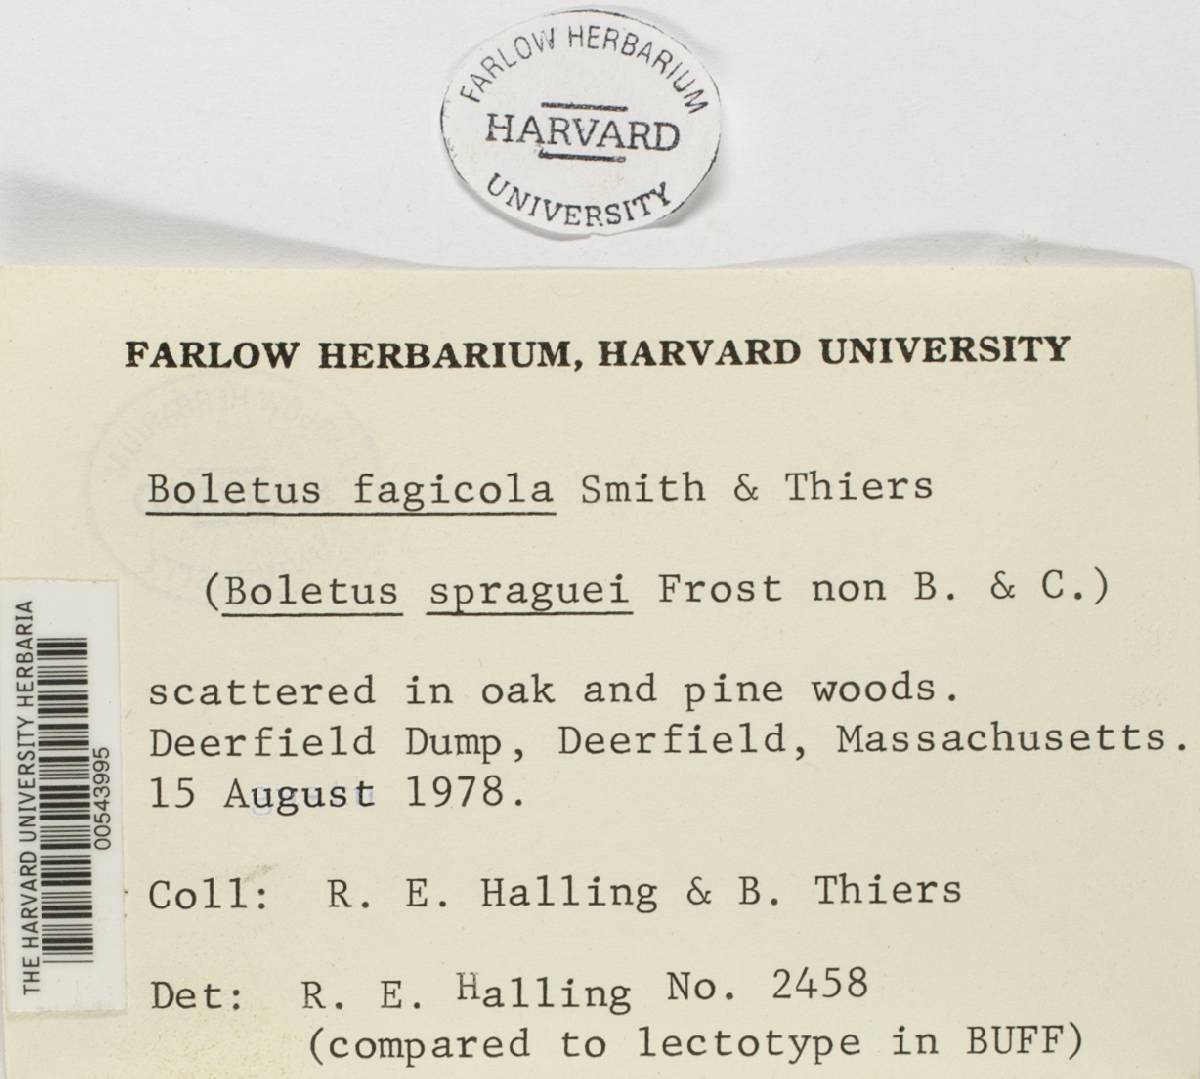 FARLOW HERBARIUM
HARVARD
UNIVERSITY
FARLOW HERBARIUM, HARVARD UNIVERSITY
Boletus fagicola Smith & Thiers
(Boletus spraguei Frost non B. & C.)
scattered in oak and pine woods.
Deerfield Dump, Deerfield, Massachusetts.
15 August 1978.
Coll: R. E. Halling & B. Thiers
Det: R. E. Halling No. 2458
(compared to lectotype in BUFF)
THE HARVARD UNIVERSITY HERBARIA
00543995